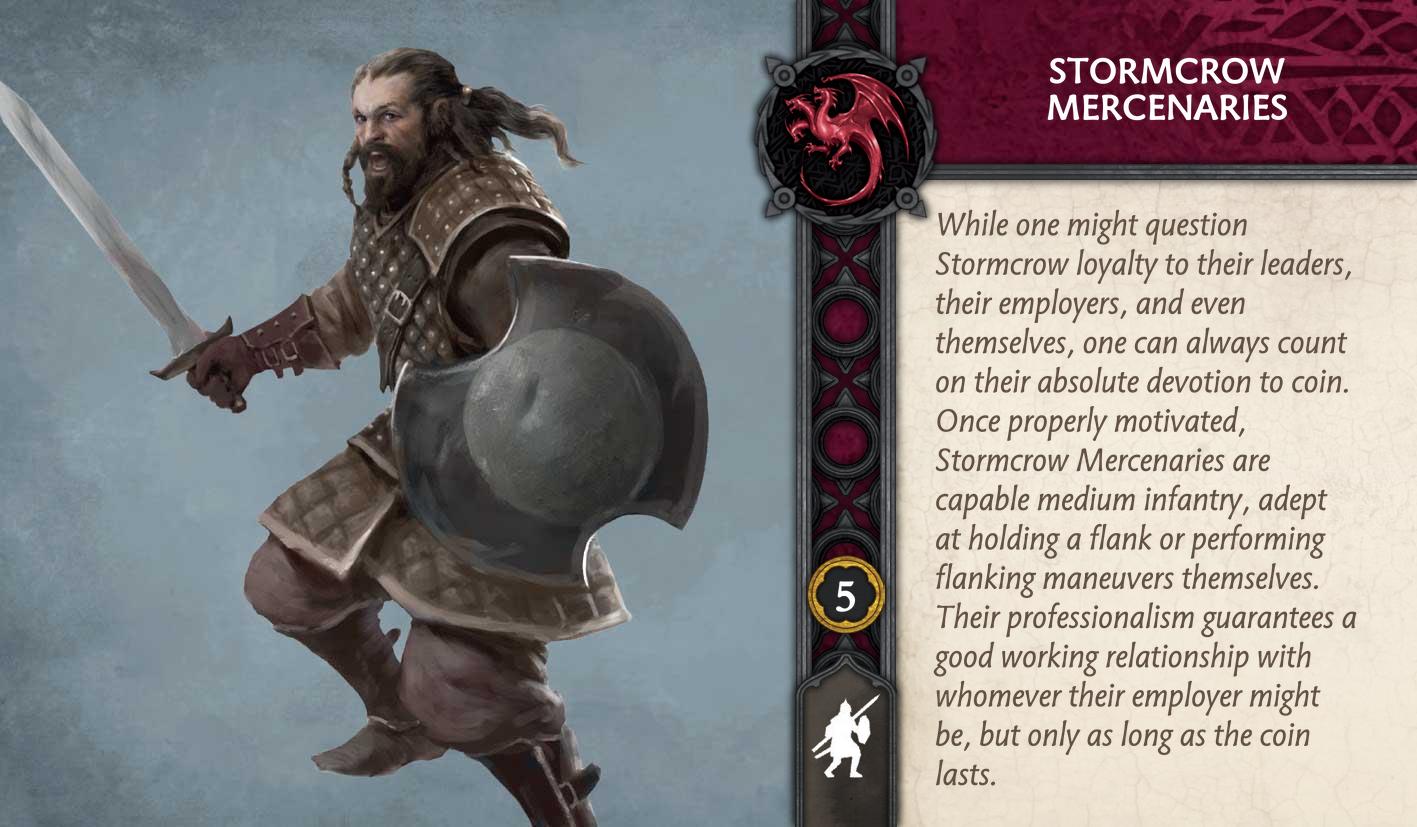 STORMCROW
MERCENARIES
While one might question
Stormcrow loyalty to their leaders,
their employers, and even
themselves, one can always count
on their absolute devotion to coin.
Once properly motivated,
Stormcrow Mercenaries are
capable medium infantry, adept
at holding a flank or performing
flanking maneuvers themselves.
Their professionalism guarantees a
good working relationship with
whomever their employer might
be, but only as long as the coin
lasts.
5